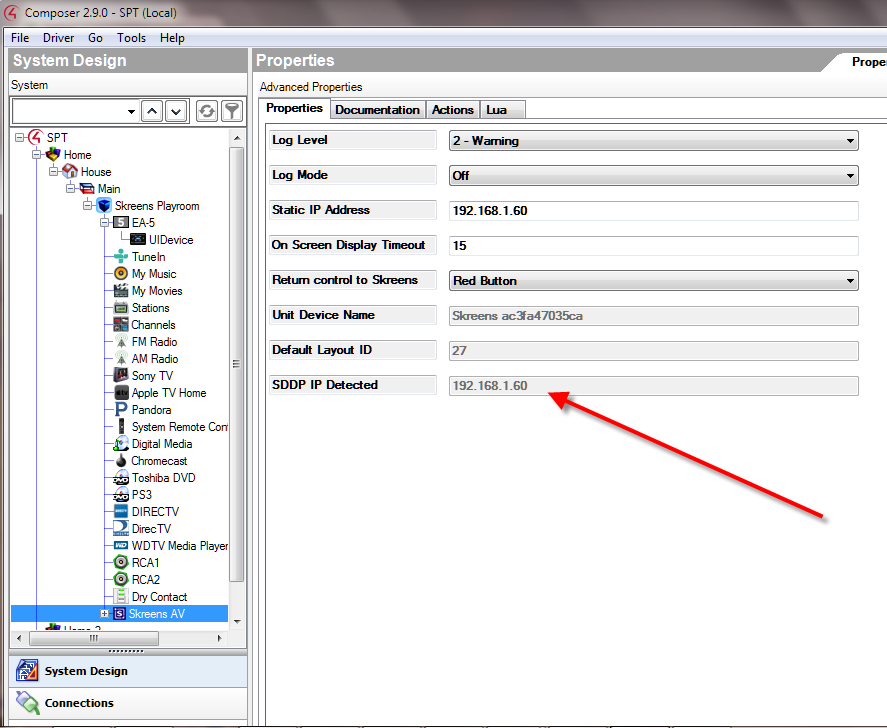 Composer 2.9.0 - SPT (Local)
File Driver Go Tools Help
System Design
System
SPT
Home
House
Main
Skreens Playroom
EA-5
UIDevice
TuneIn
My Music
My Movies
Stations
Channels
FM Radio
AM Radio
Sony TV
Apple TV Home
Pandora
System Remote Con
Digital Media
Chromecast
Toshiba DVD
PS3
DIRECTV
DirecTV
WDTV Media Player
RCA1
RCA2
Dry Contact
Skreens AV
System Design
Connections
Properties
Proper
Advanced Properties
Properties Documentation Actions Lua
Log Level 2 - Warning
Log Mode Off
Static IP Address 192.168.1.60
On Screen Display Timeout 15
Return control to Skreens Red Button
Unit Device Name Skreens ac3fa47035ca
Default Layout ID 27
SDDP IP Detected 192.168.1.60